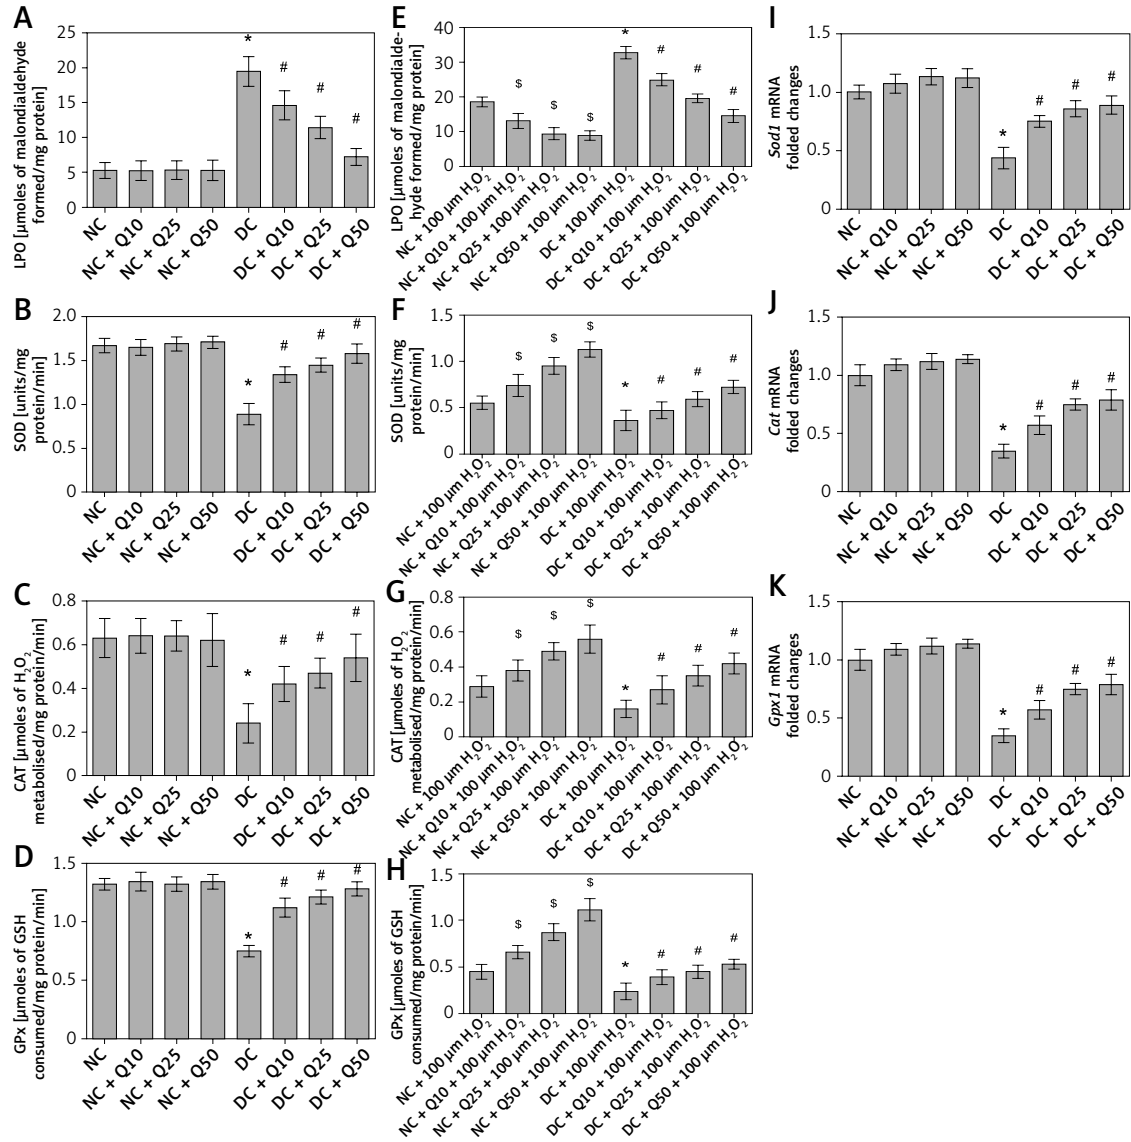 A
LPO [µmoles of malondialdehyde
formed/mg protein]
25
20
15
10
5
0
*
#
#
#
NC
NC + Q10
NC + Q25
NC + Q50
DC
DC + Q10
DC + Q25
DC + Q50
B
SOD [units/mg
protein/min]
2.0
1.5
1.0
0.5
0
*
#
#
#
NC
NC + Q10
NC + Q25
NC + Q50
DC
DC + Q10
DC + Q25
DC + Q50
C
CAT [µmoles of H₂O₂
metabolised/mg protein/min]
0.8
0.6
0.4
0.2
0
*
#
#
#
NC
NC + Q10
NC + Q25
NC + Q50
DC
DC + Q10
DC + Q25
DC + Q50
D
GPx [µmoles of GSH
consumed/mg protein/min]
1.5
1.0
0.5
0
*
#
#
#
NC
NC + Q10
NC + Q25
NC + Q50
DC
DC + Q10
DC + Q25
DC + Q50
E
LPO [µmoles of malondialde-
hyde formed/mg protein]
40
30
20
10
0
$
$
$
*
#
#
#
NC + 100 µm H₂O₂
NC + Q10 + 100 µm H₂O₂
NC + Q25 + 100 µm H₂O₂
NC + Q50 + 100 µm H₂O₂
DC + 100 µm H₂O₂
DC + Q10 + 100 µm H₂O₂
DC + Q25 + 100 µm H₂O₂
DC + Q50 + 100 µm H₂O₂
F
SOD [units/mg
protein/min]
1.5
1.0
0.5
0
$
$
$
*
#
#
#
NC + 100 µm H₂O₂
NC + Q10 + 100 µm H₂O₂
NC + Q25 + 100 µm H₂O₂
NC + Q50 + 100 µm H₂O₂
DC + 100 µm H₂O₂
DC + Q10 + 100 µm H₂O₂
DC + Q25 + 100 µm H₂O₂
DC + Q50 + 100 µm H₂O₂
G
CAT [µmoles of H₂O₂
metabolised/mg protein/min]
0.8
0.6
0.4
0.2
0
$
$
$
*
#
#
#
NC + 100 µm H₂O₂
NC + Q10 + 100 µm H₂O₂
NC + Q25 + 100 µm H₂O₂
NC + Q50 + 100 µm H₂O₂
DC + 100 µm H₂O₂
DC + Q10 + 100 µm H₂O₂
DC + Q25 + 100 µm H₂O₂
DC + Q50 + 100 µm H₂O₂
H
GPx [µmoles of GSH
consumed/mg protein/min]
1.5
1.0
0.5
0
$
$
$
*
#
#
#
NC + 100 µm H₂O₂
NC + Q10 + 100 µm H₂O₂
NC + Q25 + 100 µm H₂O₂
NC + Q50 + 100 µm H₂O₂
DC + 100 µm H₂O₂
DC + Q10 + 100 µm H₂O₂
DC + Q25 + 100 µm H₂O₂
DC + Q50 + 100 µm H₂O₂
I
Sod1 mRNA
folded changes
1.5
1.0
0.5
0
*
#
#
#
NC
NC + Q10
NC + Q25
NC + Q50
DC
DC + Q10
DC + Q25
DC + Q50
J
Cat mRNA
folded changes
1.5
1.0
0.5
0
*
#
#
#
NC
NC + Q10
NC + Q25
NC + Q50
DC
DC + Q10
DC + Q25
DC + Q50
K
Gpx1 mRNA
folded changes
1.5
1.0
0.5
0
*
#
#
#
NC
NC + Q10
NC + Q25
NC + Q50
DC
DC + Q10
DC + Q25
DC + Q50